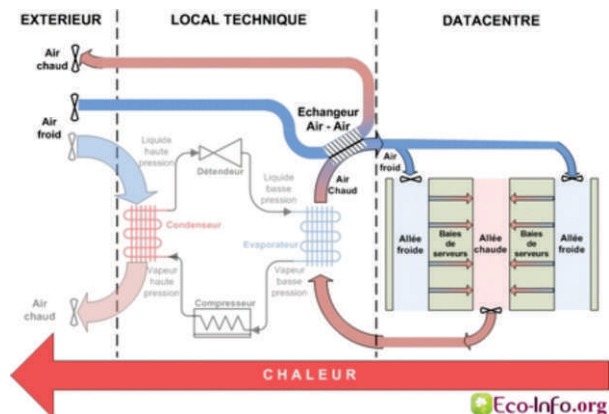 EXTERIEUR
LOCAL TECHNIQUE
DATACENTRE
Air
chaud
Air
froid
Echangeur
Air - Air
Liquide
haute
pression
Détendeur
Liquide
basse
pression
Air
froid
Air
Chaud
Condenseur
Evaporateur
Allée
froide
Baies
de
serveurs
Allée
chaude
Baies
de
serveurs
Allée
froide
Vapeur
haute
pression
Vapeur
basse
pression
Compresseur
Air
chaud
CHALEUR
Eco-Info.org